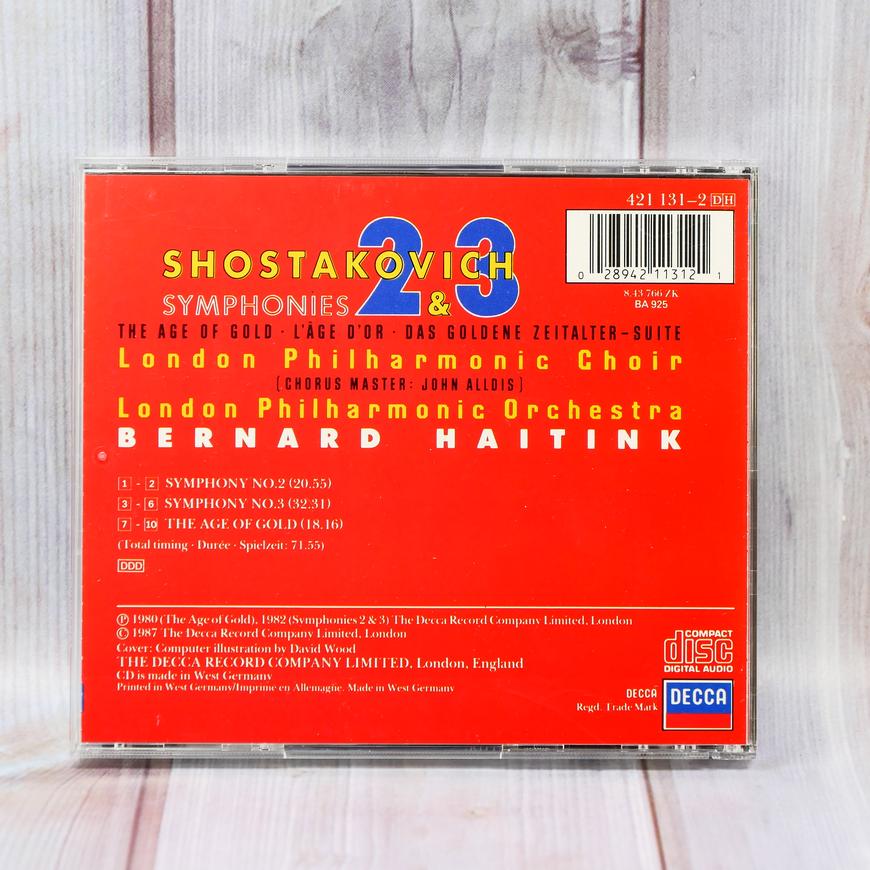 421 131–2 DH
0 28942 11312 1
8.43 766 ZK
BA 925
SHOSTAKOVICH
SYMPHONIES 2 & 3
THE AGE OF GOLD · L'ÂGE D'OR · DAS GOLDENE ZEITALTER–SUITE
London Philharmonic Choir
[CHORUS MASTER: JOHN ALLDIS]
London Philharmonic Orchestra
BERNARD HAITINK
1 - 2 SYMPHONY NO.2 (20.55)
3 - 6 SYMPHONY NO.3 (32.31)
7 - 10 THE AGE OF GOLD (18.16)
(Total timing · Durée · Spielzeit: 71.55)
DDD
Ⓟ 1980 (The Age of Gold), 1982 (Symphonies 2 & 3) The Decca Record Company Limited, London
© 1987 The Decca Record Company Limited, London
Cover: Computer illustration by David Wood
THE DECCA RECORD COMPANY LIMITED, London, England
CD is made in West Germany
Printed in West Germany/Imprimé en Allemagne. Made in West Germany
COMPACT
disc
DIGITAL AUDIO
DECCA
Regd. Trade Mark
DECCA